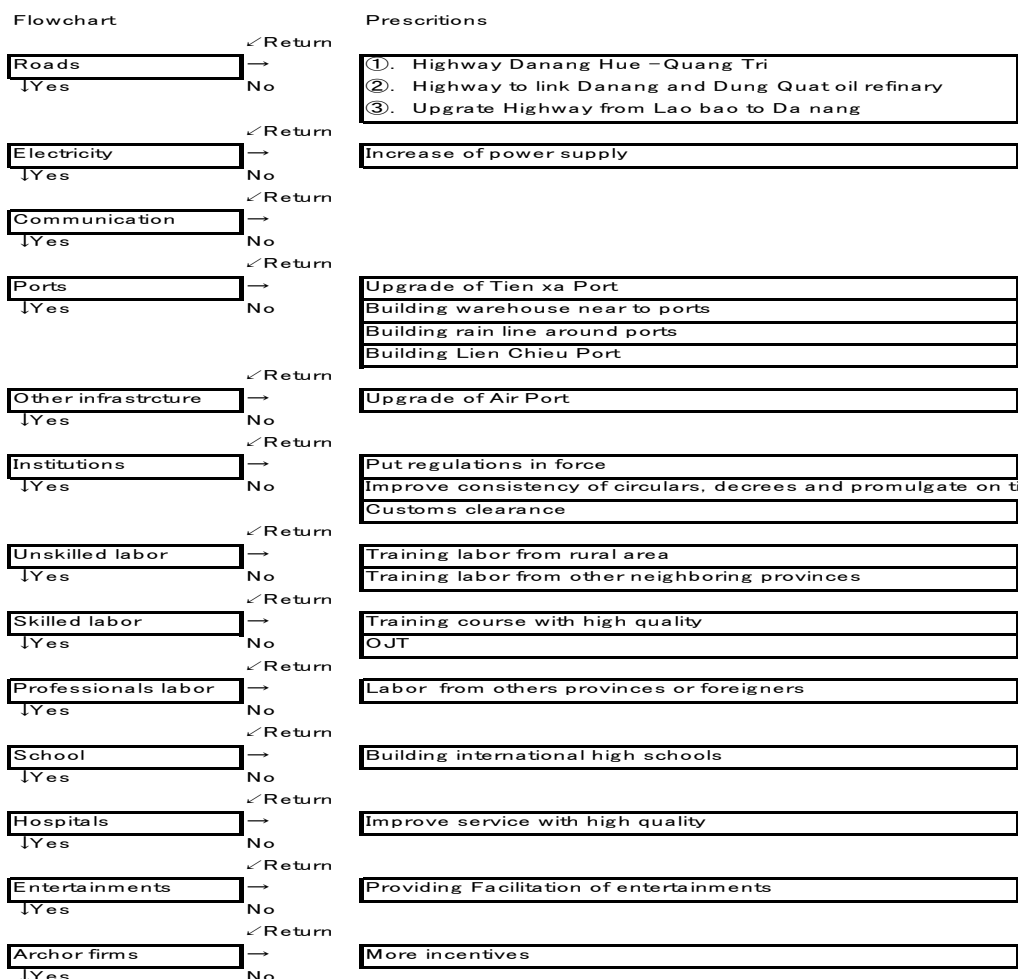 Flowchart Prescritions
↙Return
Roads → ①. Highway Danang Hue -Quang Tri
↓Yes No ②. Highway to link Danang and Dung Quat oil refinary
③. Upgrate Highway from Lao bao to Da nang
↙Return
Electricity → Increase of power supply
↓Yes No
↙Return
Communication →
↓Yes No
↙Return
Ports → Upgrade of Tien xa Port
↓Yes No Building warehouse near to ports
Building rain line around ports
Building Lien Chieu Port
↙Return
Other infrastrcture → Upgrade of Air Port
↓Yes No
↙Return
Institutions → Put regulations in force
↓Yes No Improve consistency of circulars, decrees and promulgate on
Customs clearance
↙Return
Unskilled labor → Training labor from rural area
↓Yes No Training labor from other neighboring provinces
↙Return
Skilled labor → Training course with high quality
↓Yes No OJT
↙Return
Professionals labor → Labor from others provinces or foreigners
↓Yes No
↙Return
School → Building international high schools
↓Yes No
↙Return
Hospitals → Improve service with high quality
↓Yes No
↙Return
Entertainments → Providing Facilitation of entertainments
↓Yes No
↙Return
Archor firms → More incentives
↓Yes No